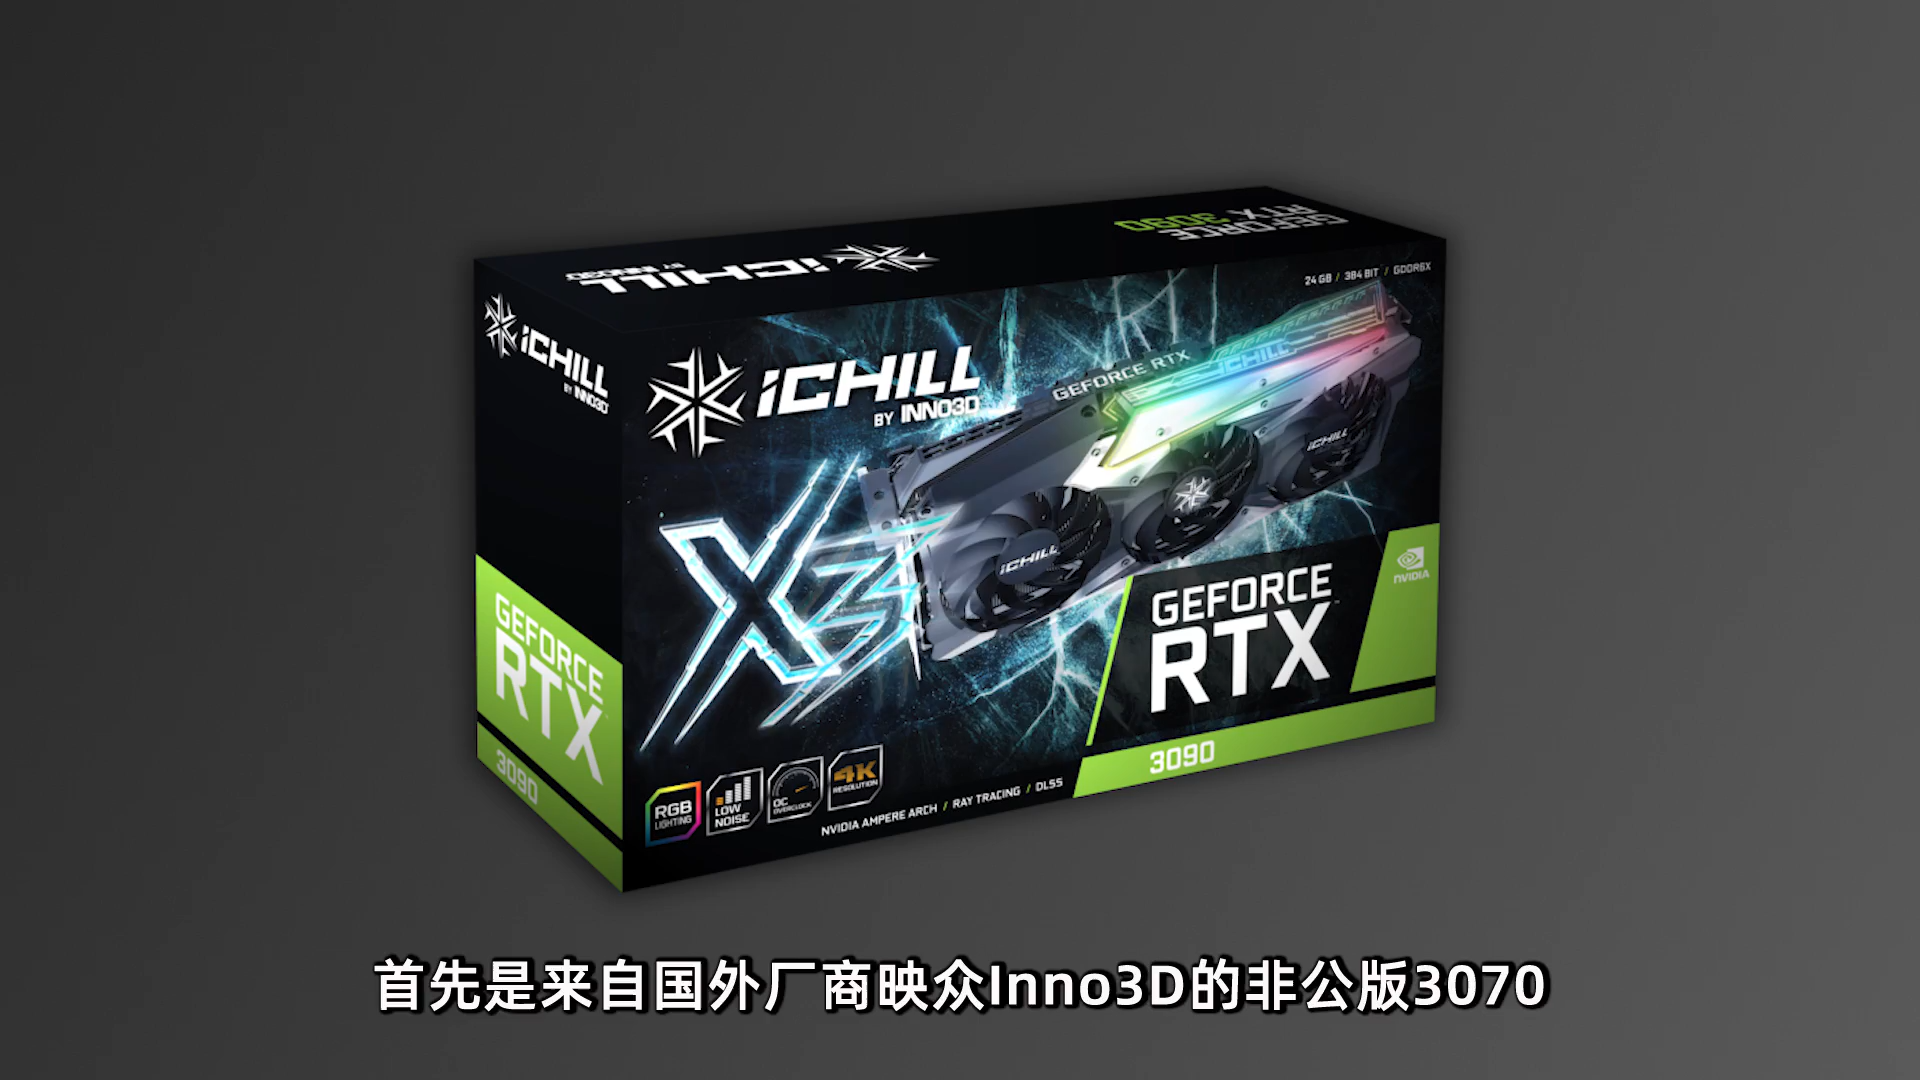 GEFORCE
RTX 3090
iCHILL
BY INNO3D
24 GB / 384 BIT / GDDR6X
iCHILL
BY INNO3D
iCHILL
BY INNO3D
GEFORCE RTX
iCHILL
iCHILL
iCHILL
X3
NVIDIA
GEFORCE
RTX
3090
GEFORCE
RTX
3090
RGB
LIGHTING
LOW
NOISE
OC
OVERCLOCK
4K
RESOLUTION
NVIDIA AMPERE ARCH / RAY TRACING / DLSS
首先是来自国外厂商映众Inno3D的非公版3070